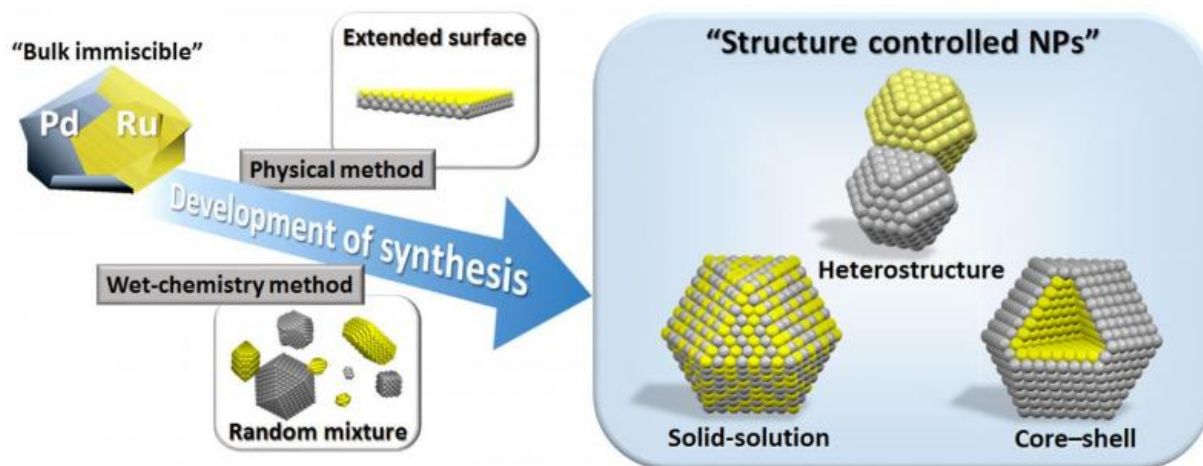 “Bulk immiscible”
Pd Ru
Extended surface
Physical method
Development of synthesis
Wet-chemistry method
Random mixture
“Structure controlled NPs”
Heterostructure
Solid-solution
Core–shell